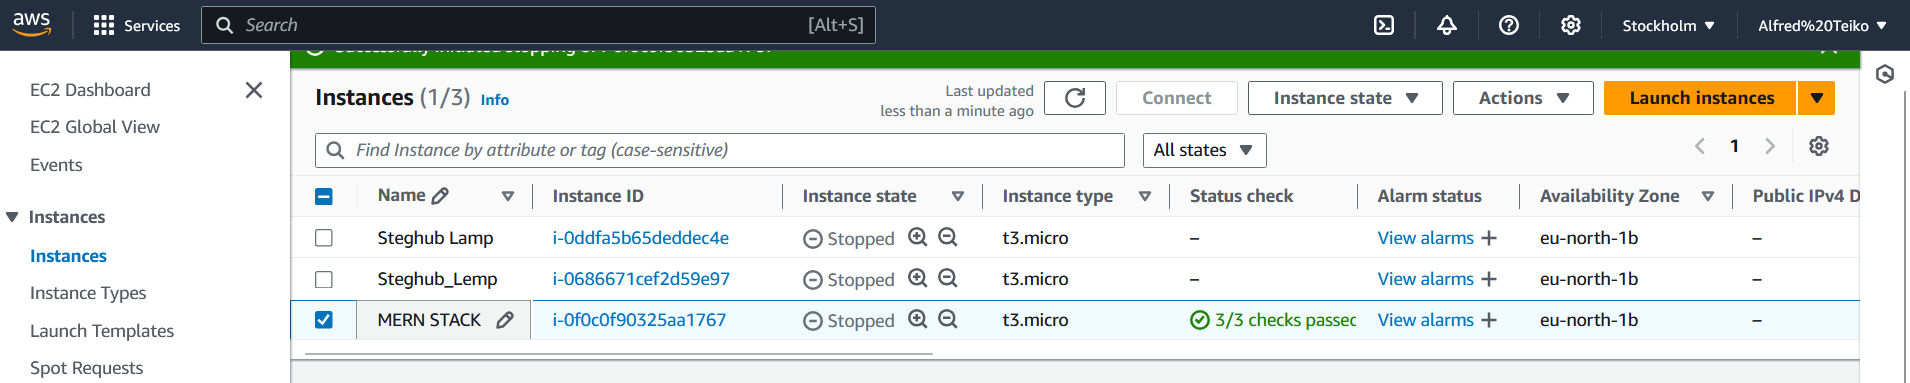 aws
Services
Search
[Alt+S]
Stockholm
Alfred%20Teiko
EC2 Dashboard
EC2 Global View
Events
Instances
Instances
Instance Types
Launch Templates
Spot Requests
Successfully initiated stopping of
Instances (1/3) Info
Last updated
less than a minute ago
Connect
Instance state
Actions
Launch instances
Find Instance by attribute or tag (case-sensitive)
All states
1
Name Instance ID Instance state Instance type Status check Alarm status Availability Zone Public IPv4 D
Steghub Lamp i-0ddfa5b65deddec4e Stopped t3.micro – View alarms + eu-north-1b –
Steghub_Lemp i-0686671cef2d59e97 Stopped t3.micro – View alarms + eu-north-1b –
MERN STACK i-0f0c0f90325aa1767 Stopped t3.micro 3/3 checks passec View alarms + eu-north-1b –